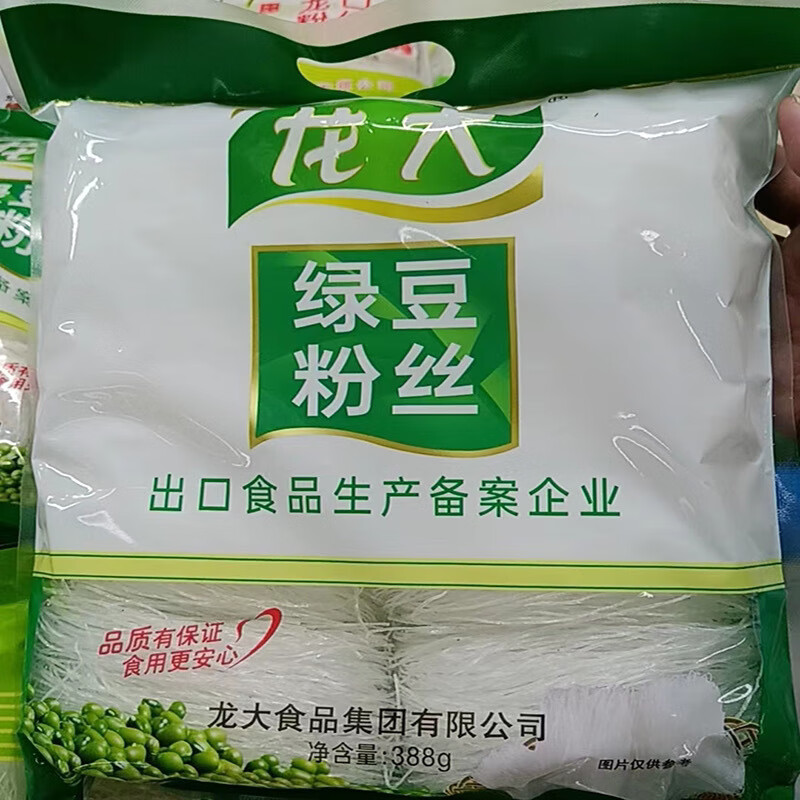 龙大
绿豆
粉丝
出口食品生产备案企业
品质有保证
食用更安心
龙大食品集团有限公司
净含量:388g
图片仅供参考